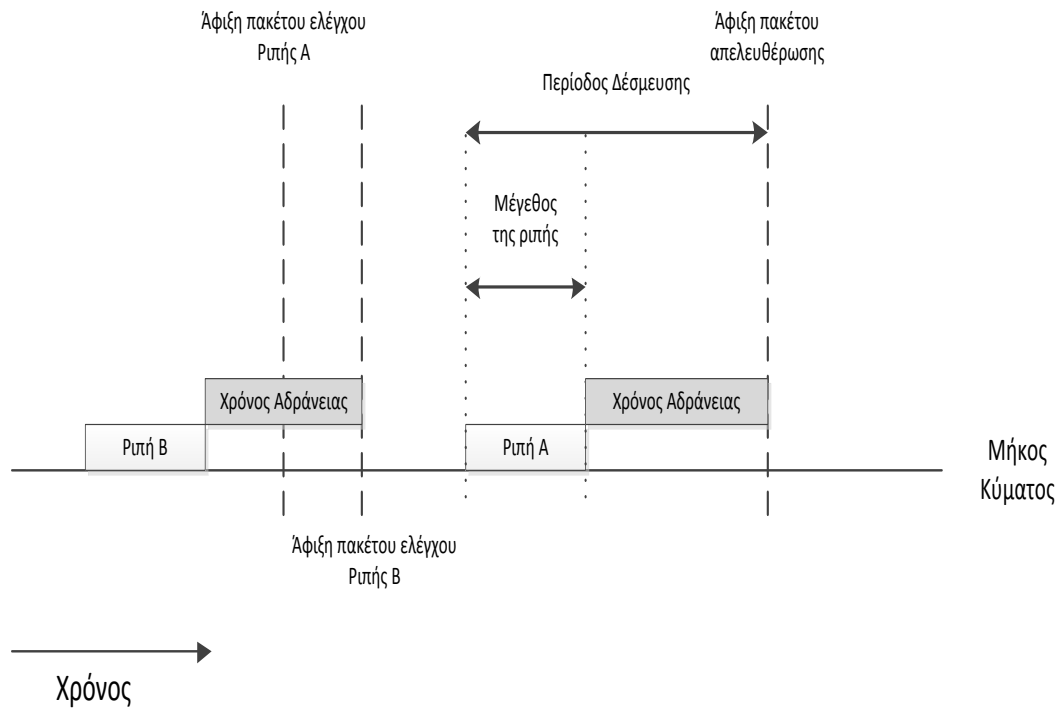 Άφιξη πακέτου ελέγχου
Ριπής Α
Άφιξη πακέτου
απελευθέρωσης
Περίοδος Δέσμευσης
Μέγεθος
της ριπής
Χρόνος Αδράνειας
Χρόνος Αδράνειας
Ριπή Β
Ριπή Α
Μήκος
Κύματος
Άφιξη πακέτου ελέγχου
Ριπής Β
Χρόνος